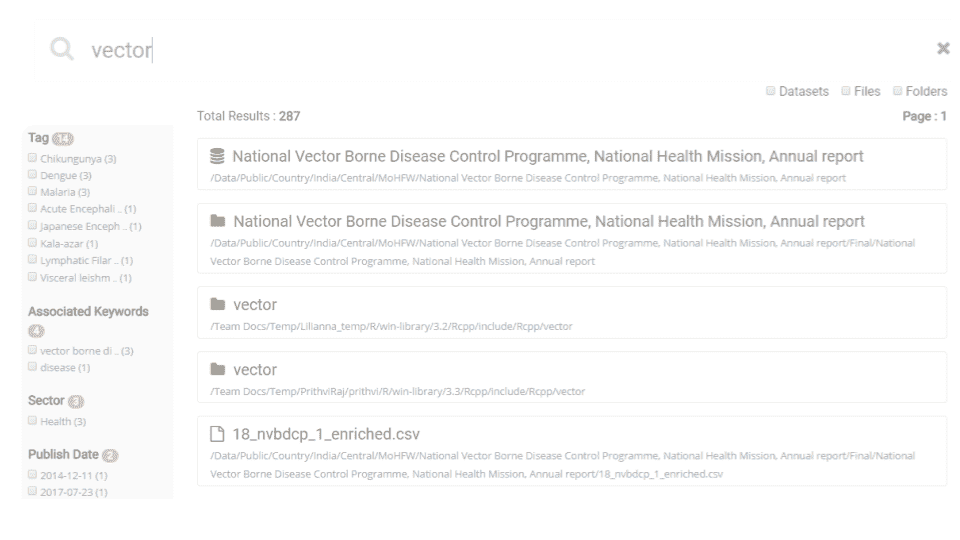 vector
Datasets Files Folders
Total Results : 287
Page : 1
Tag
Chikungunya (3)
Dengue (3)
Malaria (3)
Acute Encephali .. (1)
Japanese Enceph .. (1)
Kala-azar (1)
Lymphatic Filar .. (1)
Visceral leishm .. (1)
Associated Keywords
4
vector borne di .. (3)
disease (1)
Sector 3
Health (3)
Publish Date
2014-12-11 (1)
2017-07-23 (1)
National Vector Borne Disease Control Programme, National Health Mission, Annual report
/Data/Public/Country/India/Central/MoHFW/National Vector Borne Disease Control Programme, National Health Mission, Annual report
National Vector Borne Disease Control Programme, National Health Mission, Annual report
/Data/Public/Country/India/Central/MoHFW/National Vector Borne Disease Control Programme, National Health Mission, Annual report/Final/National
Vector Borne Disease Control Programme, National Health Mission, Annual report
vector
/Team Docs/Temp/Lilianna_temp/R/win-library/3.2/Rcpp/include/Rcpp/vector
vector
/Team Docs/Temp/PrithviRaj/prithvi/R/win-library/3.3/Rcpp/include/Rcpp/vector
18_nvbdcp_1_enriched.csv
/Data/Public/Country/India/Central/MoHFW/National Vector Borne Disease Control Programme, National Health Mission, Annual report/Final/National
Vector Borne Disease Control Programme, National Health Mission, Annual report/18_nvbdcp_1_enriched.csv